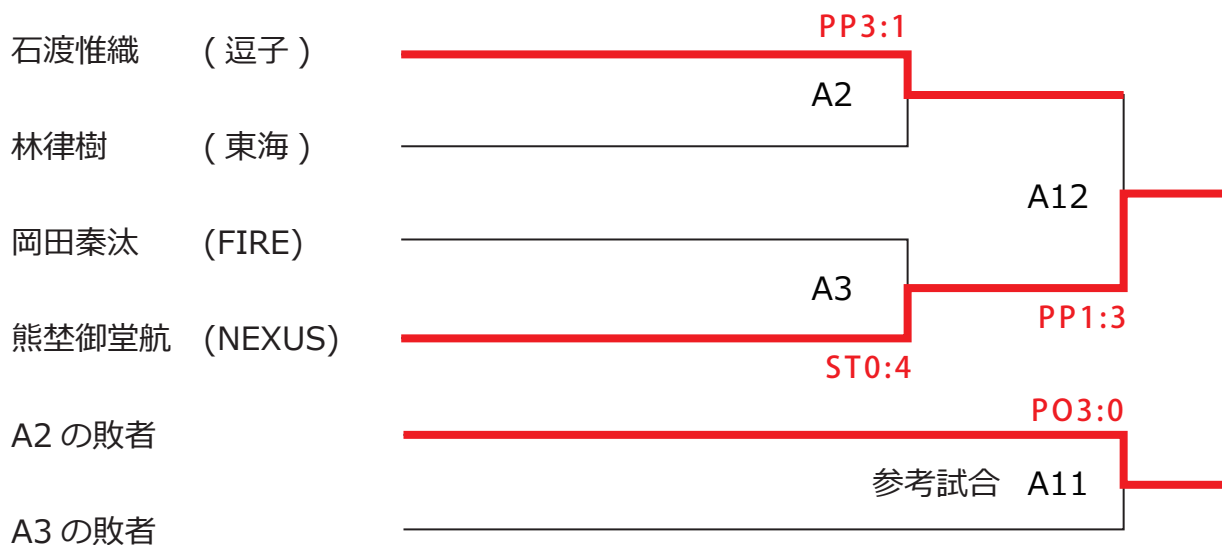 PP3:1
石渡惟織 ( 逗子 )
A2
林律樹 ( 東海 )
A12
岡田秦汰 (FIRE)
A3
PP1:3
熊埜御堂航 (NEXUS)
ST0:4
PO3:0
A2 の敗者
参考試合 A11
A3 の敗者